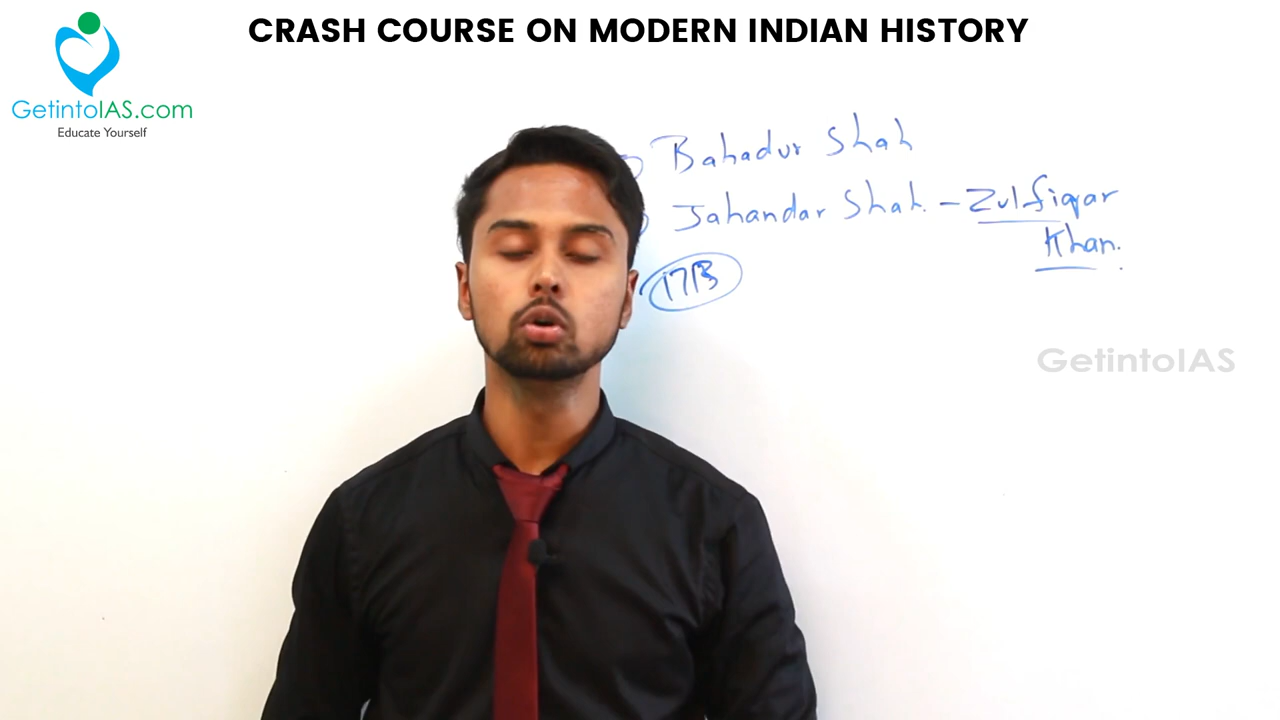 CRASH COURSE ON MODERN INDIAN HISTORY
GetintoIAS.com
Educate Yourself
Bahadur Shah
Jahandar Shah. - Zulfiqar
Khan.
1713
GetintoIAS